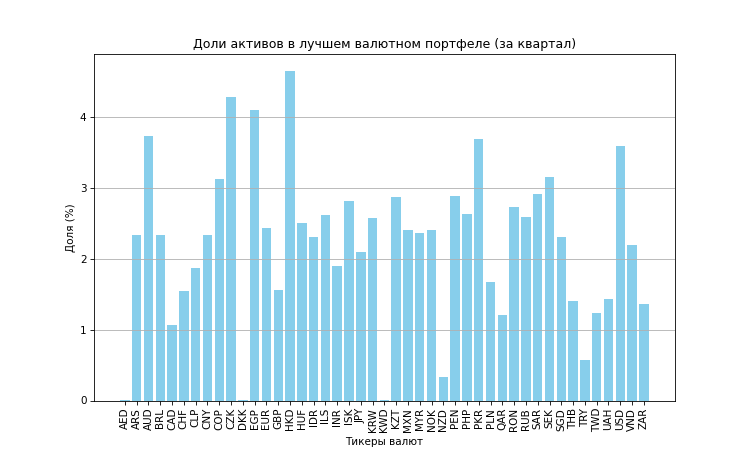 Доли активов в лучшем валютном портфеле (за квартал)
Доля (%)
4
3
2
1
0
AED ARS AUD BRL CAD CHF CLP CNY COP CZK DKK EGP EUR GBP HKD HUF IDR ILS INR ISK JPY KRW KWD KZT MXN MYR NOK NZD PEN PHP PKR PLN QAR RON RUB SAR SEK SGD THB TRY TWD UAH USD VND ZAR
Тикеры валют